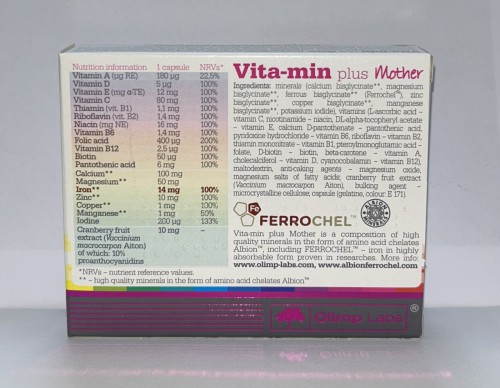 Nutrition information 1 capsule NRVs*
Vitamin A (µg RE) 180 µg 22,5%
Vitamin D 5 µg 100%
Vitamin E (mg α-TE) 12 mg 100%
Vitamin C 80 mg 100%
Thiamin (vit. B1) 1,1 mg 100%
Riboflavin (vit. B2) 1,4 mg 100%
Niacin (mg NE) 16 mg 100%
Vitamin B6 1,4 mg 100%
Folic acid 400 µg 200%
Vitamin B12 2,5 µg 100%
Biotin 50 µg 100%
Pantothenic acid 6 mg 100%
Calcium** 100 mg
Magnesium** 50 mg
Iron** 14 mg 100%
Zinc** 10 mg 100%
Copper** 1 mg 100%
Manganese** 1 mg 50%
Iodine 200 µg 133%
Cranberry fruit 10 mg –
extract (Vaccinium
macrocarpon Aiton)
of which: 10%
proanthocyanidins
*NRVs – nutrient reference values.
** – high quality minerals in the form of amino acid chelates Albion™.
Vita-min plus Mother
Ingredients: minerals (calcium bisglycinate**, magnesium
bisglycinate**, ferrous bisglycinate** (Ferrochel®), zinc
bisglycinate**, copper bisglycinate**, manganese
bisglycinate**, potassium iodide), vitamins (L-ascorbic acid –
vitamin C, nicotinamide – niacin, DL-alpha-tocopheryl acetate
– vitamin E, calcium D-pantothenate – pantothenic acid,
pyridoxine hydrochloride – vitamin B6, riboflavin – vitamin B2,
thiamin mononitrate – vitamin B1, pteroylmonoglutamic acid –
folate, D-biotin – biotin, beta-carotene – vitamin A,
cholecalciferol – vitamin D, cyanocobalamin – vitamin B12),
maltodextrin, anti-caking agents – magnesium oxide,
magnesium salts of fatty acids; cranberry fruit extract
(Vaccinium macrocarpon Aiton), bulking agent –
microcrystalline cellulose; capsule (gelatine, colour: E 171).
Fe FERROCHEL™
ALBION MINERALS
Vita-min plus Mother is a composition of high
quality minerals in the form of amino acid chelates
Albion™, including FERROCHEL™ – iron in highly
absorbable form proven in researches. More info:
www.olimp-labs.com, www.albionferrochel.com
Olimp Labs®